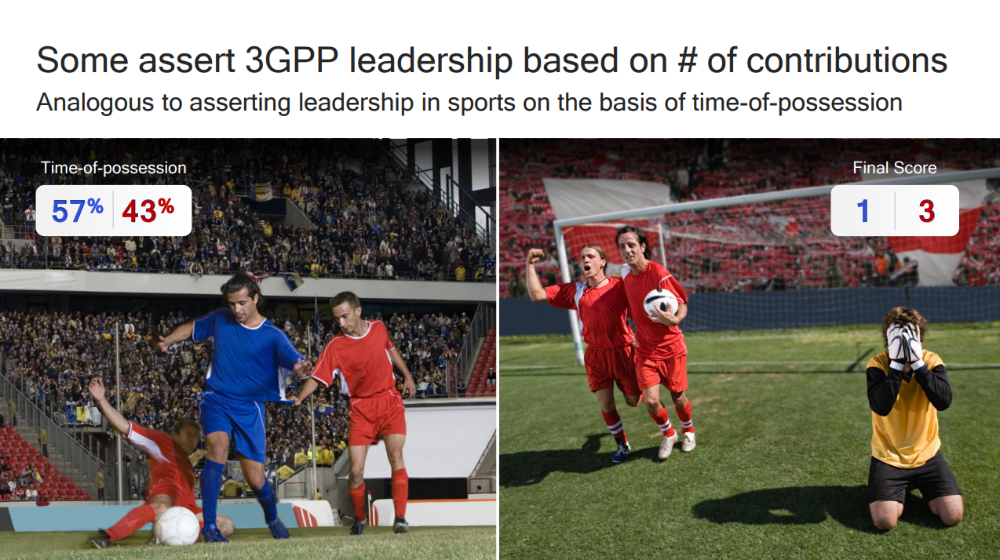 Some assert 3GPP leadership based on # of contributions
Analogous to asserting leadership in sports on the basis of time-of-possession
Time-of-possession
57% 43%
Final Score
1 3